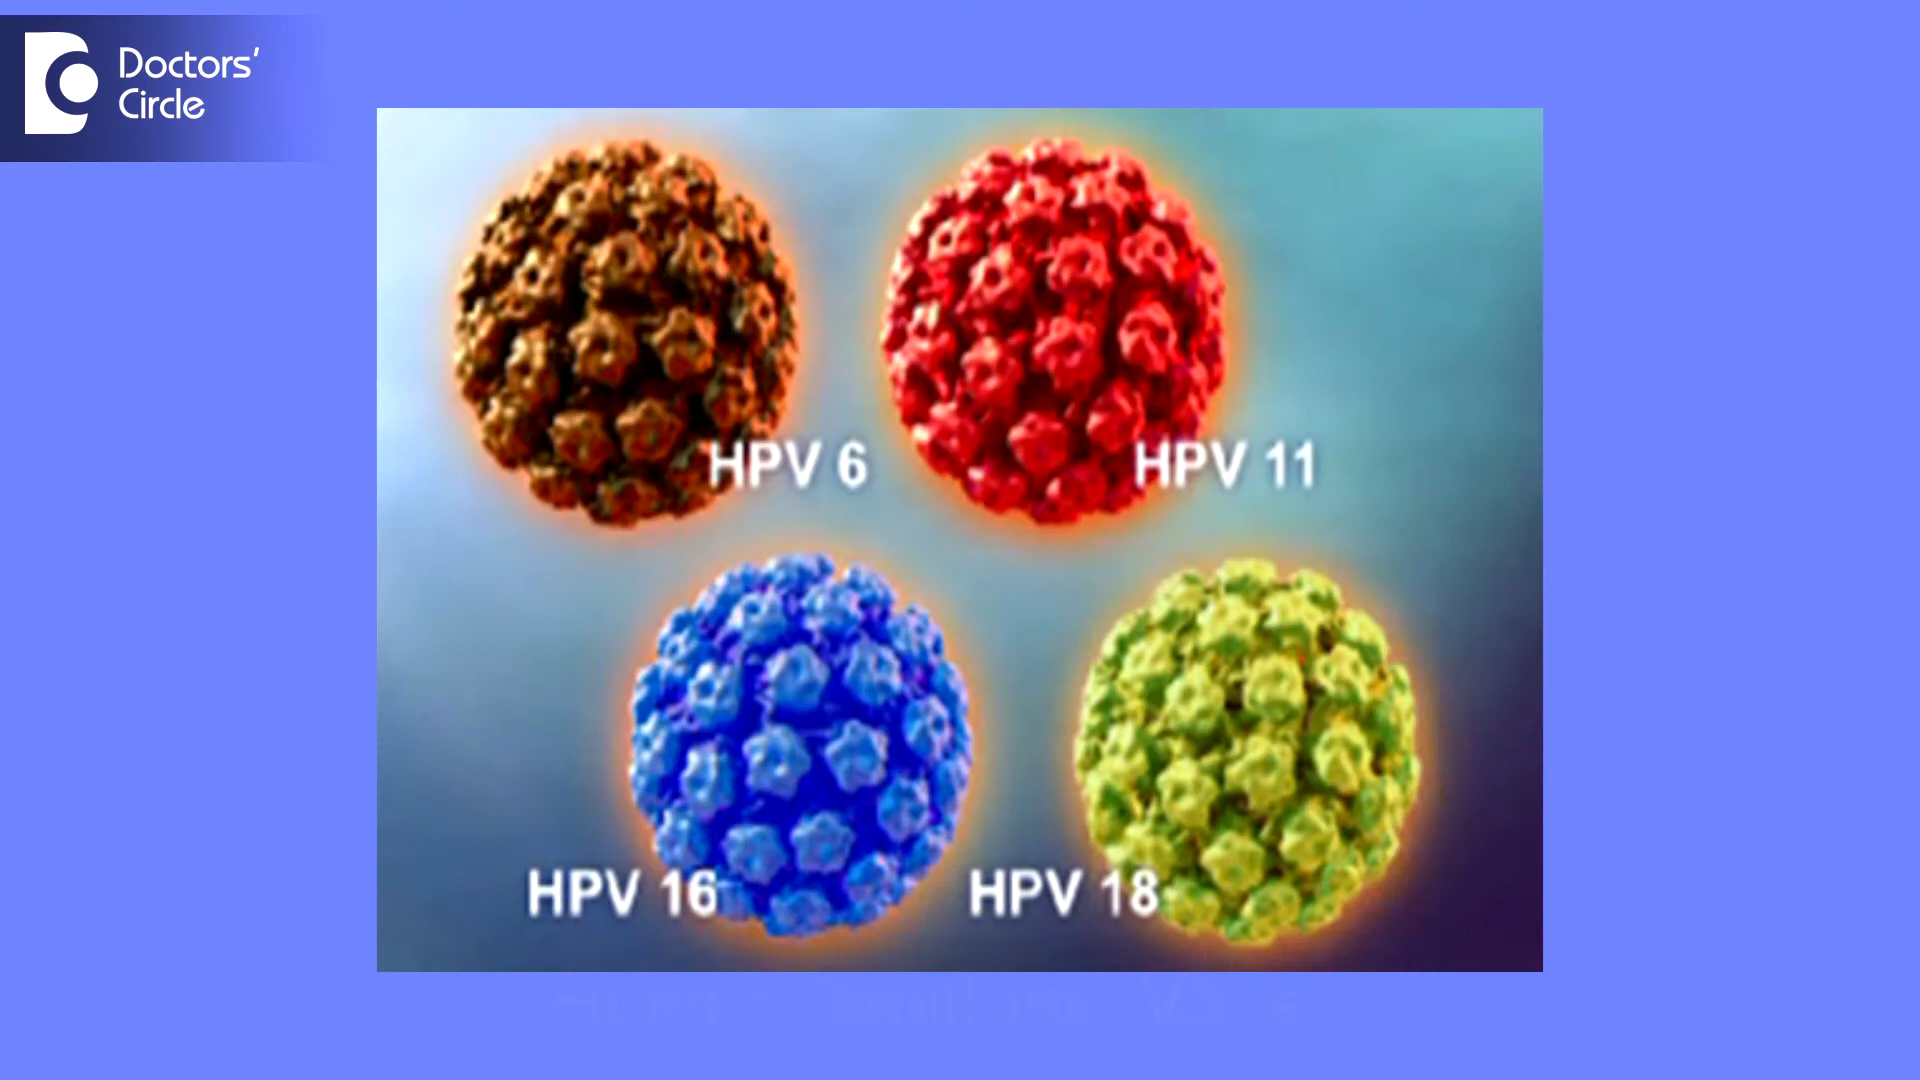 Doctors'
Circle
HPV 6
HPV 11
HPV 16
HPV 18